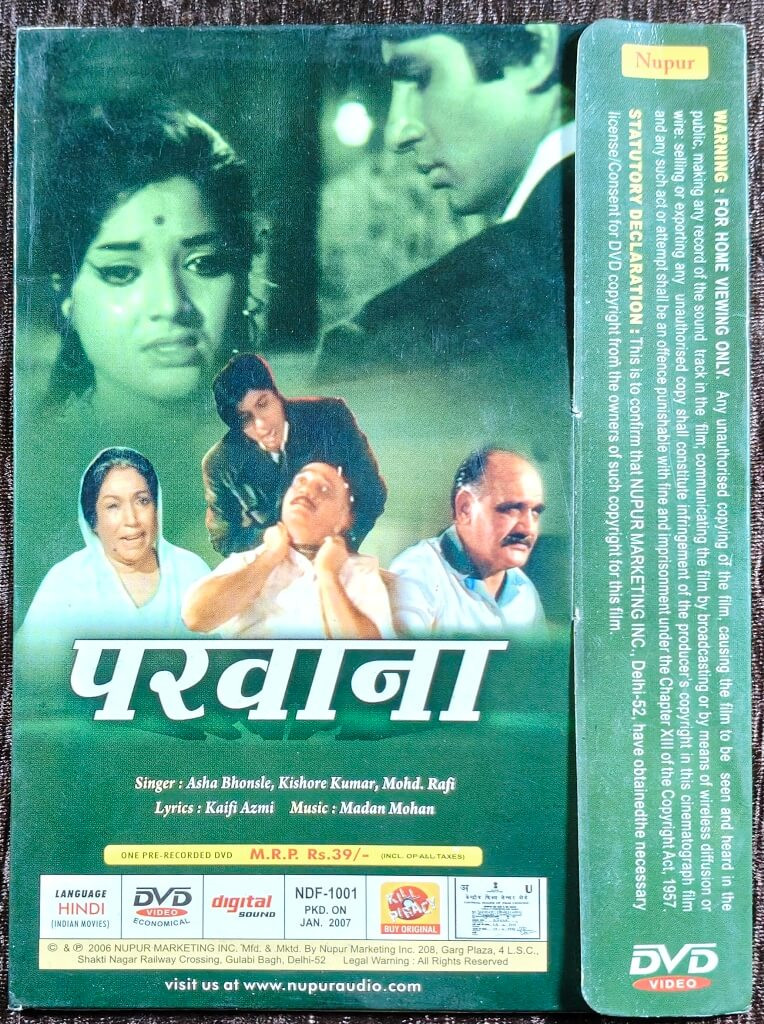 परवाना
Singer : Asha Bhonsle, Kishore Kumar, Mohd. Rafi
Lyrics : Kaifi Azmi Music : Madan Mohan
ONE PRE-RECORDED DVD M.R.P. Rs.39/- (INCL. OF ALL TAXES)
LANGUAGE
HINDI
(INDIAN MOVIES)
DVD
VIDEO
ECONOMICAL
digital
SOUND
NDF-1001
PKD. ON
JAN. 2007
KILL
PIRACY
BUY ORIGINAL
अ U
© & ℗ 2006 NUPUR MARKETING INC. Mfd. & Mktd. By Nupur Marketing Inc. 208, Garg Plaza, 4 L.S.C.,
Shakti Nagar Railway Crossing, Gulabi Bagh, Delhi-52 Legal Warning : All Rights Reserved
visit us at www.nupuraudio.com
Nupur
WARNING : FOR HOME VIEWING ONLY. Any unauthorised copying of the film, causing the film to be seen and heard in the
public, making any record of the sound track in the film; communicating the film by broadcasting or by means of wireless diffusion or
wire: selling or exporting any unauthorised copy shall constitute infringement of the producer's copyright in this cinematograph film
and any such act or attempt shall be an offence punishable with fine and imprisonment under the Chapter XIII of the Copyright Act, 1957
STATUTORY DECLARATION : This is to confirm that NUPUR MARKETING INC., Delhi-52, have obtainedthe necessary
license/Consent for DVD copyright from the owners of such copyright for this film.
DVD
VIDEO